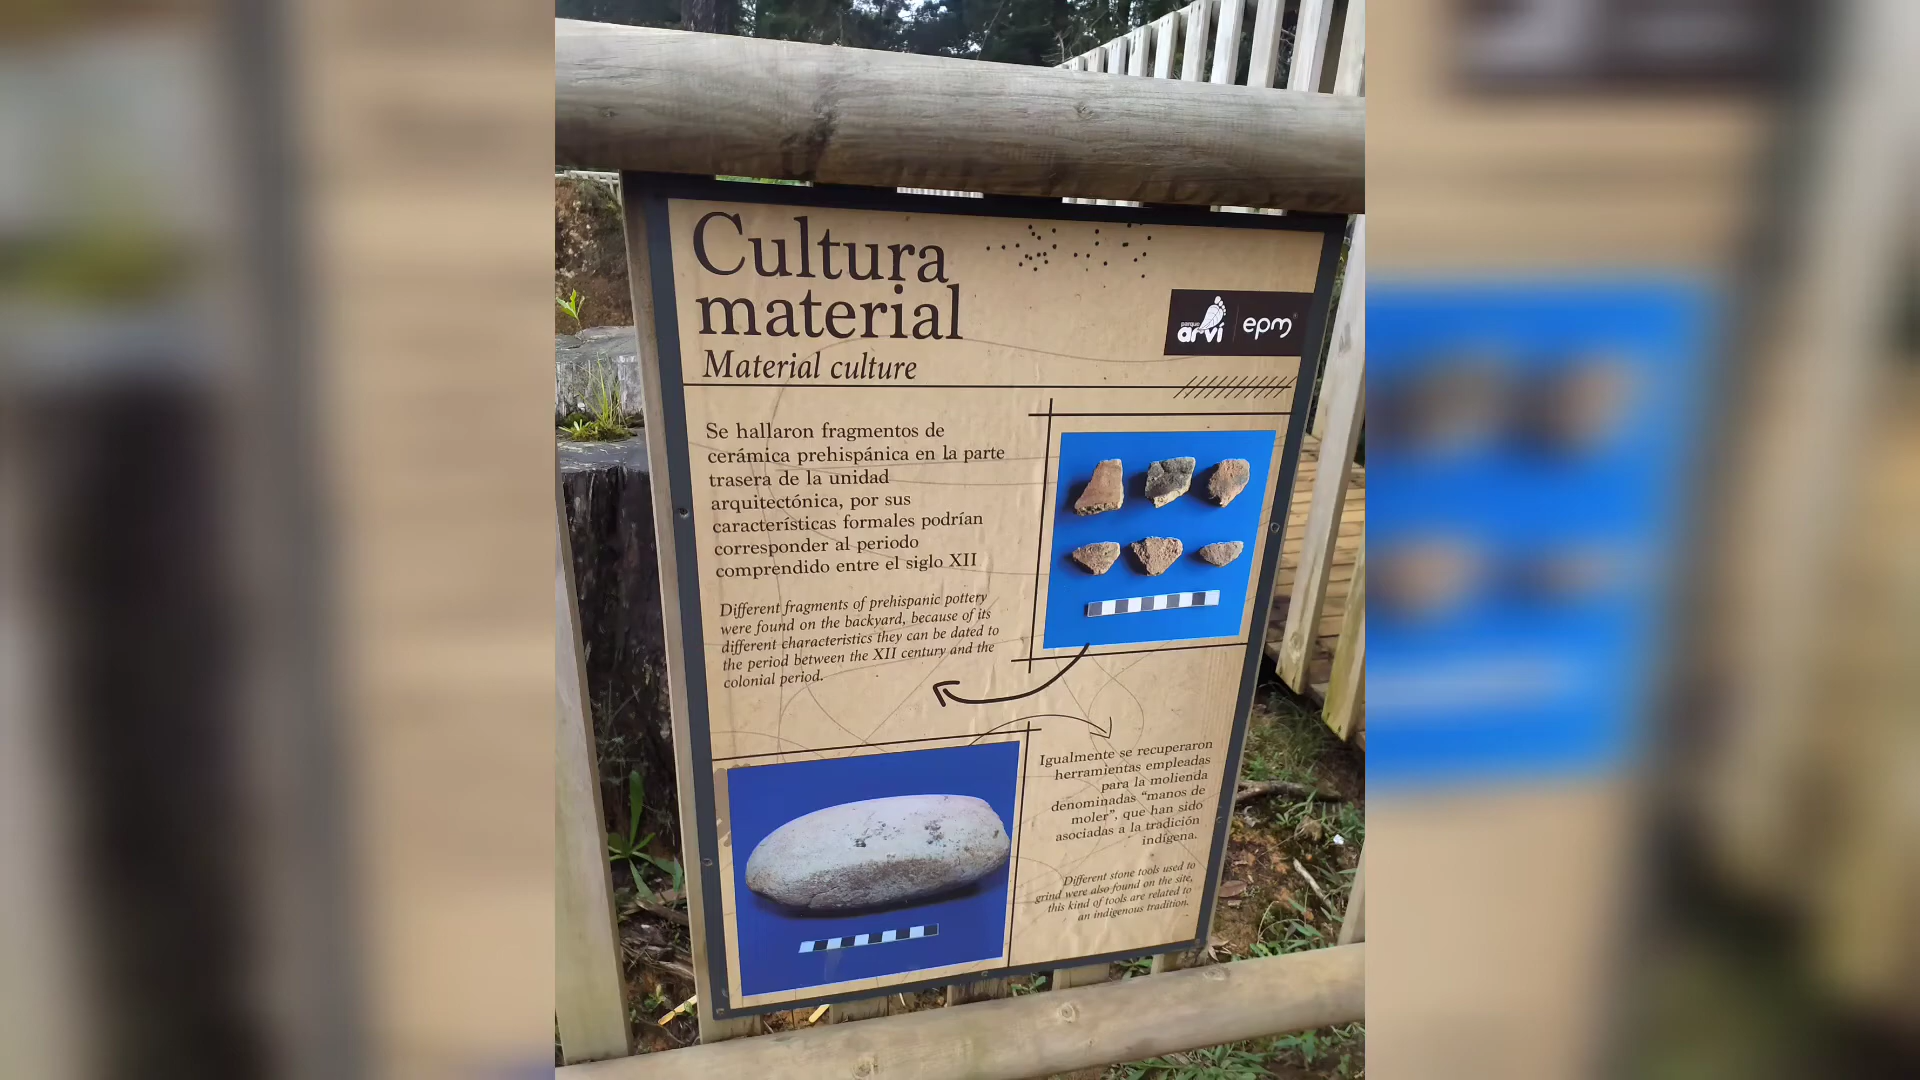 Cultura
material
Material culture
parque
arví
epm
Se hallaron fragmentos de
cerámica prehispánica en la parte
trasera de la unidad
arquitectónica, por sus
características formales podrían
corresponder al periodo
comprendido entre el siglo XII
Different fragments of prehispanic pottery
were found on the backyard, because of its
different characteristics they can be dated to
the period between the XII century and the
colonial period.
Igualmente se recuperaron
herramientas empleadas
para la molienda
denominadas “manos de
moler”, que han sido
asociadas a la tradición
indígena.
Different stone tools used to
grind were also found on the site,
this kind of tools are related to
an indigenous tradition.